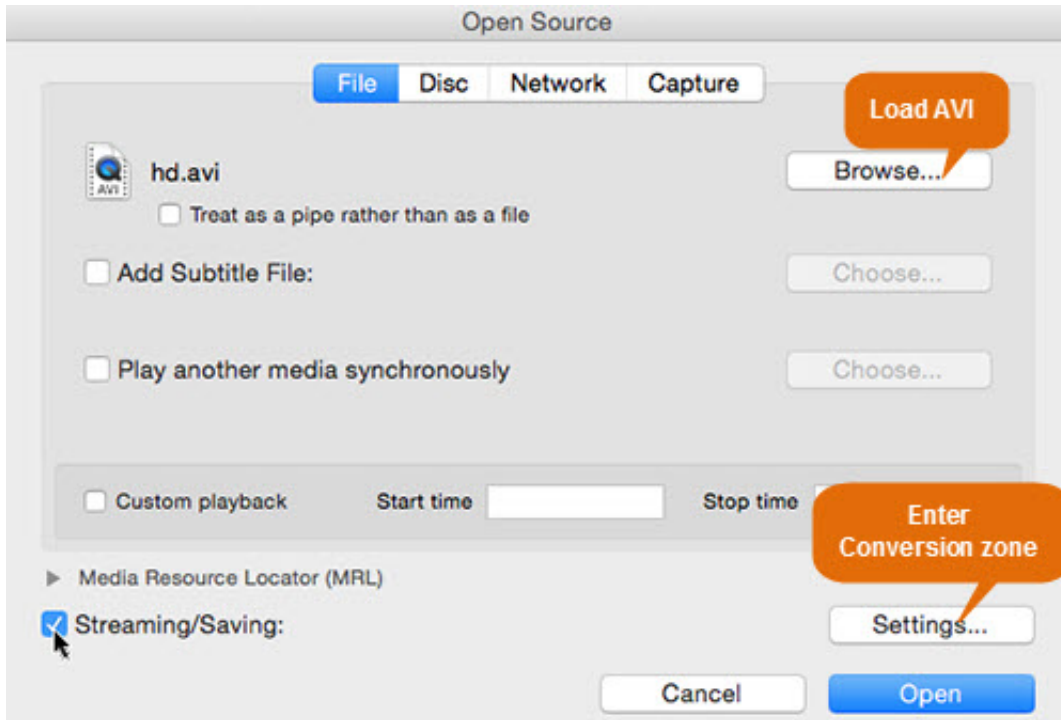 Open Source
File Disc Network Capture
Load AVI
AVI
hd.avi
Browse...
Treat as a pipe rather than as a file
Add Subtitle File:
Choose...
Play another media synchronously
Choose...
Custom playback
Start time
Stop time
Enter
Conversion zone
Media Resource Locator (MRL)
Streaming/Saving:
Settings...
Cancel
Open